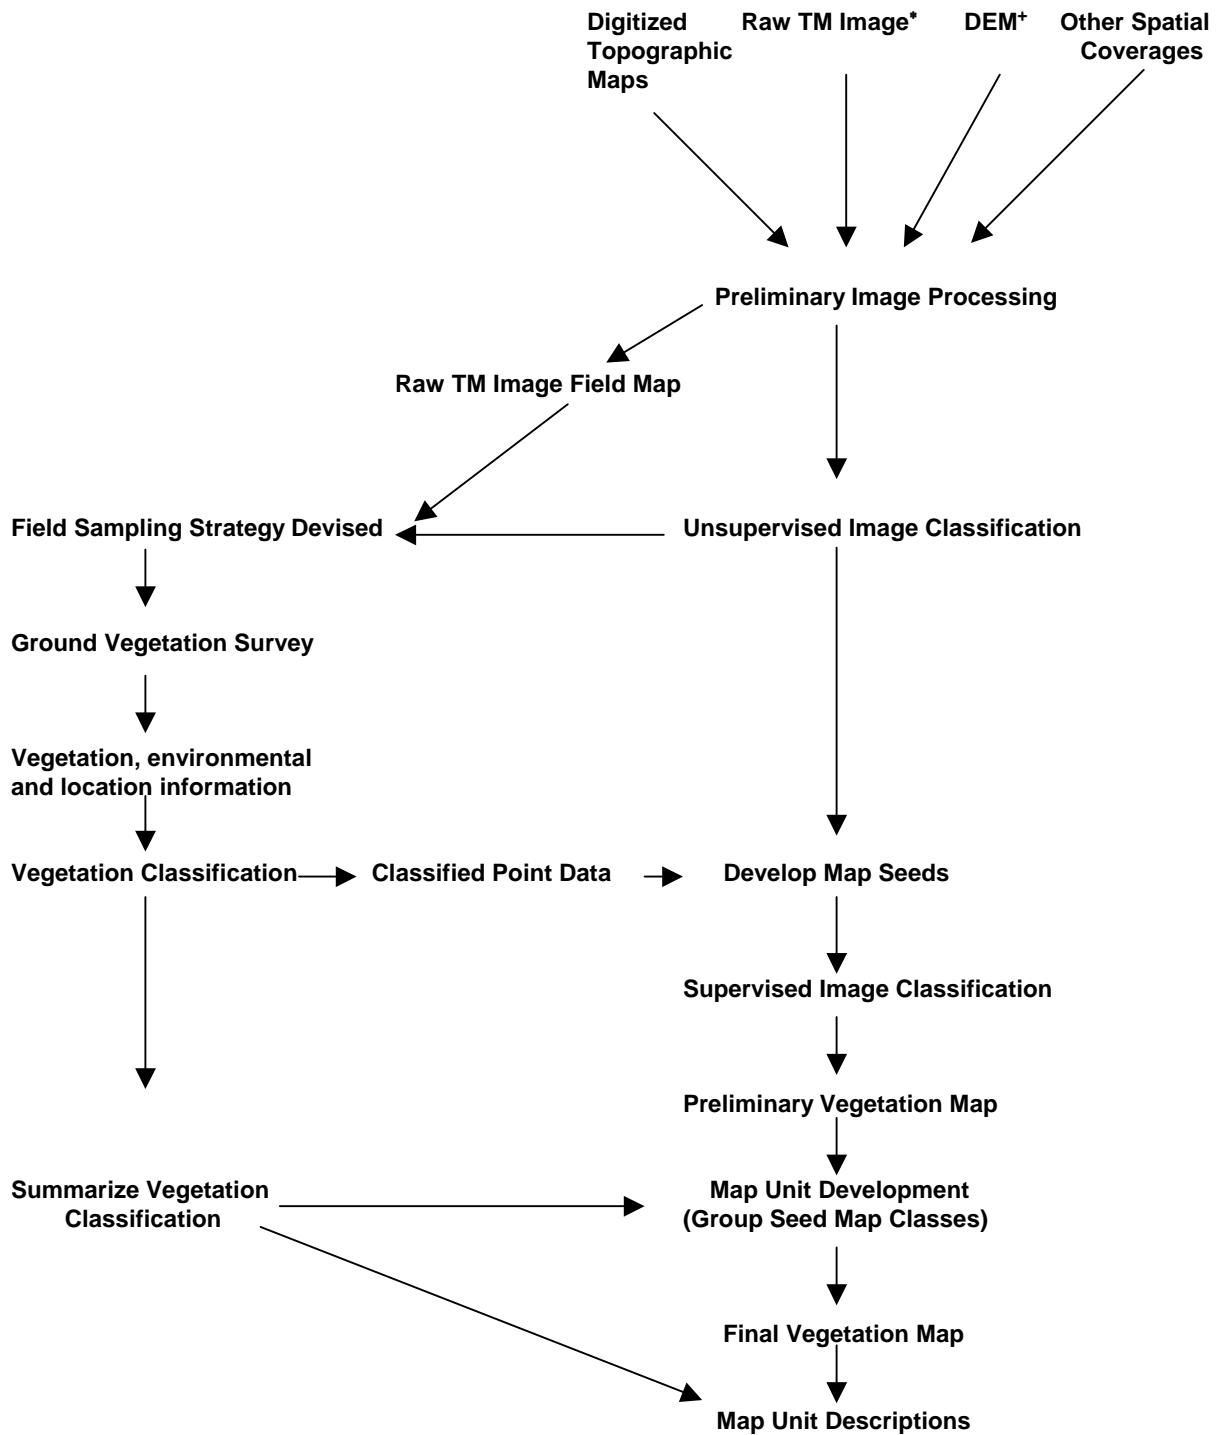 Digitized
Topographic
Maps
Raw TM Image*
DEM+
Other Spatial
Coverages
Preliminary Image Processing
Raw TM Image Field Map
Field Sampling Strategy Devised
Unsupervised Image Classification
Ground Vegetation Survey
Vegetation, environmental
and location information
Vegetation Classification
Classified Point Data
Develop Map Seeds
Supervised Image Classification
Preliminary Vegetation Map
Summarize Vegetation
Classification
Map Unit Development
(Group Seed Map Classes)
Final Vegetation Map
Map Unit Descriptions